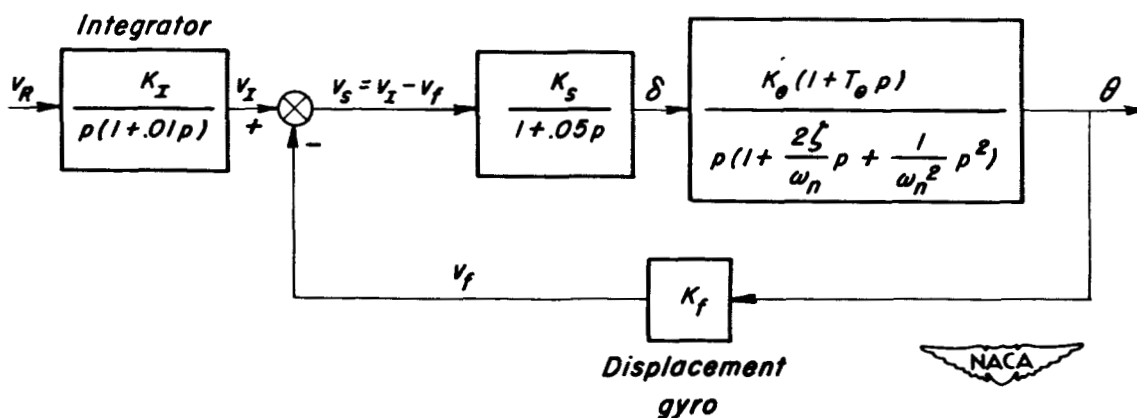 Integrator
v_R
K_I
p(1+.01p)
v_I
+
-
v_s = v_I - v_f
K_s
1+.05p
δ
K_θ̇ (1+T_θ p)
p(1 + 2ζ/ω_n p + 1/ω_n² p²)
θ
v_f
K_f
Displacement
gyro
NACA